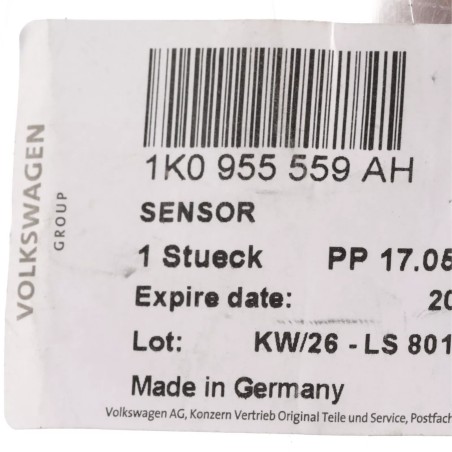 VOLKSWAGEN
GROUP
1K0 955 559 AH
SENSOR
1 Stueck PP 17.05
Expire date: 20
Lot: KW/26 - LS 801
Made in Germany
Volkswagen AG, Konzern Vertrieb Original Teile und Service, Postfach